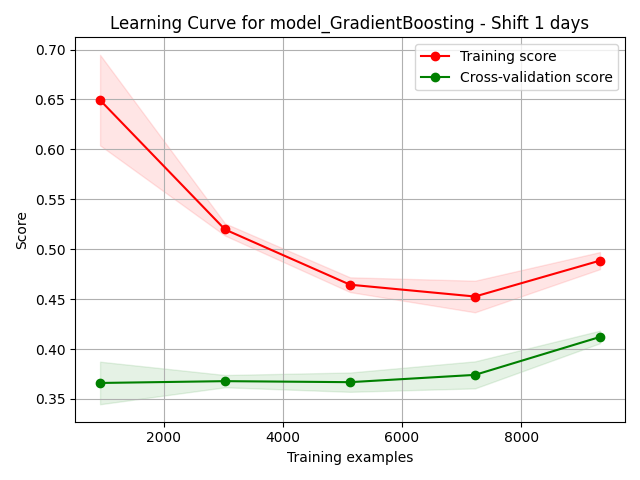 Learning Curve for model_GradientBoosting - Shift 1 days
Training score
Cross-validation score
0.70
0.65
0.60
0.55
0.50
0.45
0.40
0.35
Score
2000 4000 6000 8000
Training examples